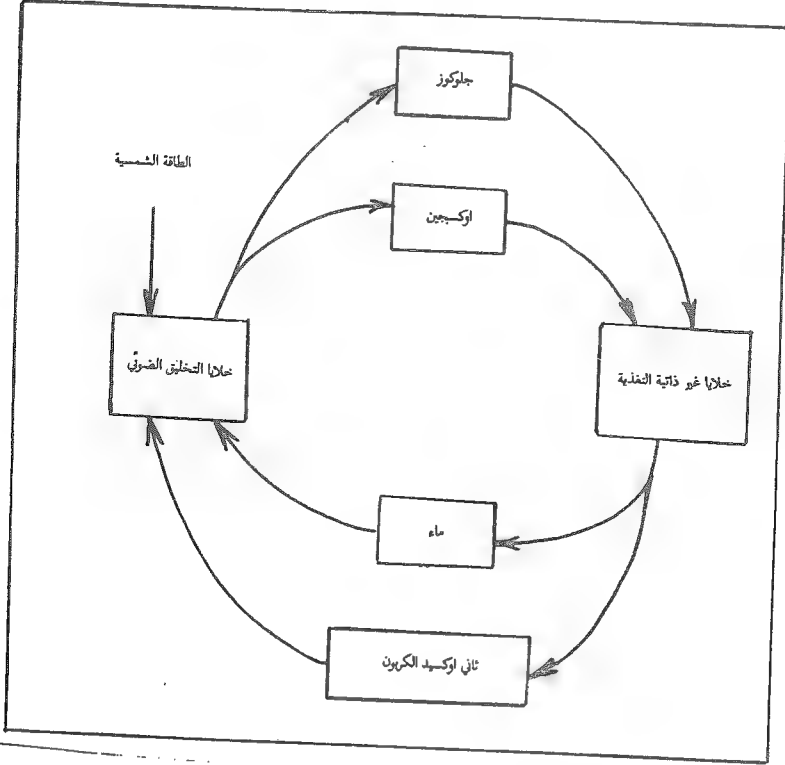 جلوكوز
الطاقة الشمسية
اوكسجين
خلايا التخليق الضوئي
خلايا غير ذاتية التغذية
ماء
ثاني اوكسيد الكربون